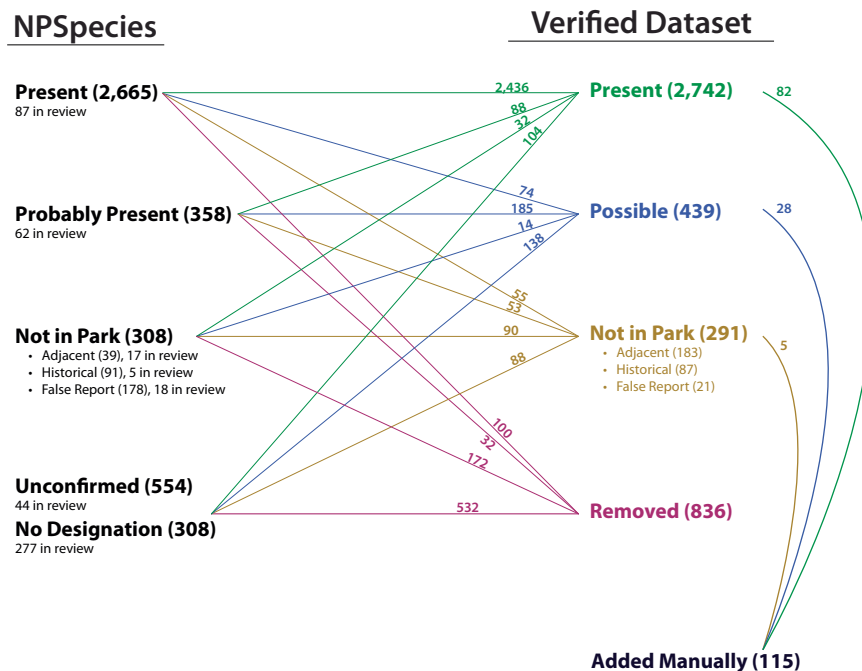 NPSpecies
Verified Dataset
Present (2,665)
87 in review
2,436
Present (2,742)
82
88
32
104
Probably Present (358)
62 in review
74
185
14
138
Possible (439)
28
Not in Park (308)
• Adjacent (39), 17 in review
• Historical (91), 5 in review
• False Report (178), 18 in review
55
53
90
88
Not in Park (291)
• Adjacent (183)
• Historical (87)
• False Report (21)
5
Unconfirmed (554)
44 in review
No Designation (308)
277 in review
100
32
172
532
Removed (836)
Added Manually (115)